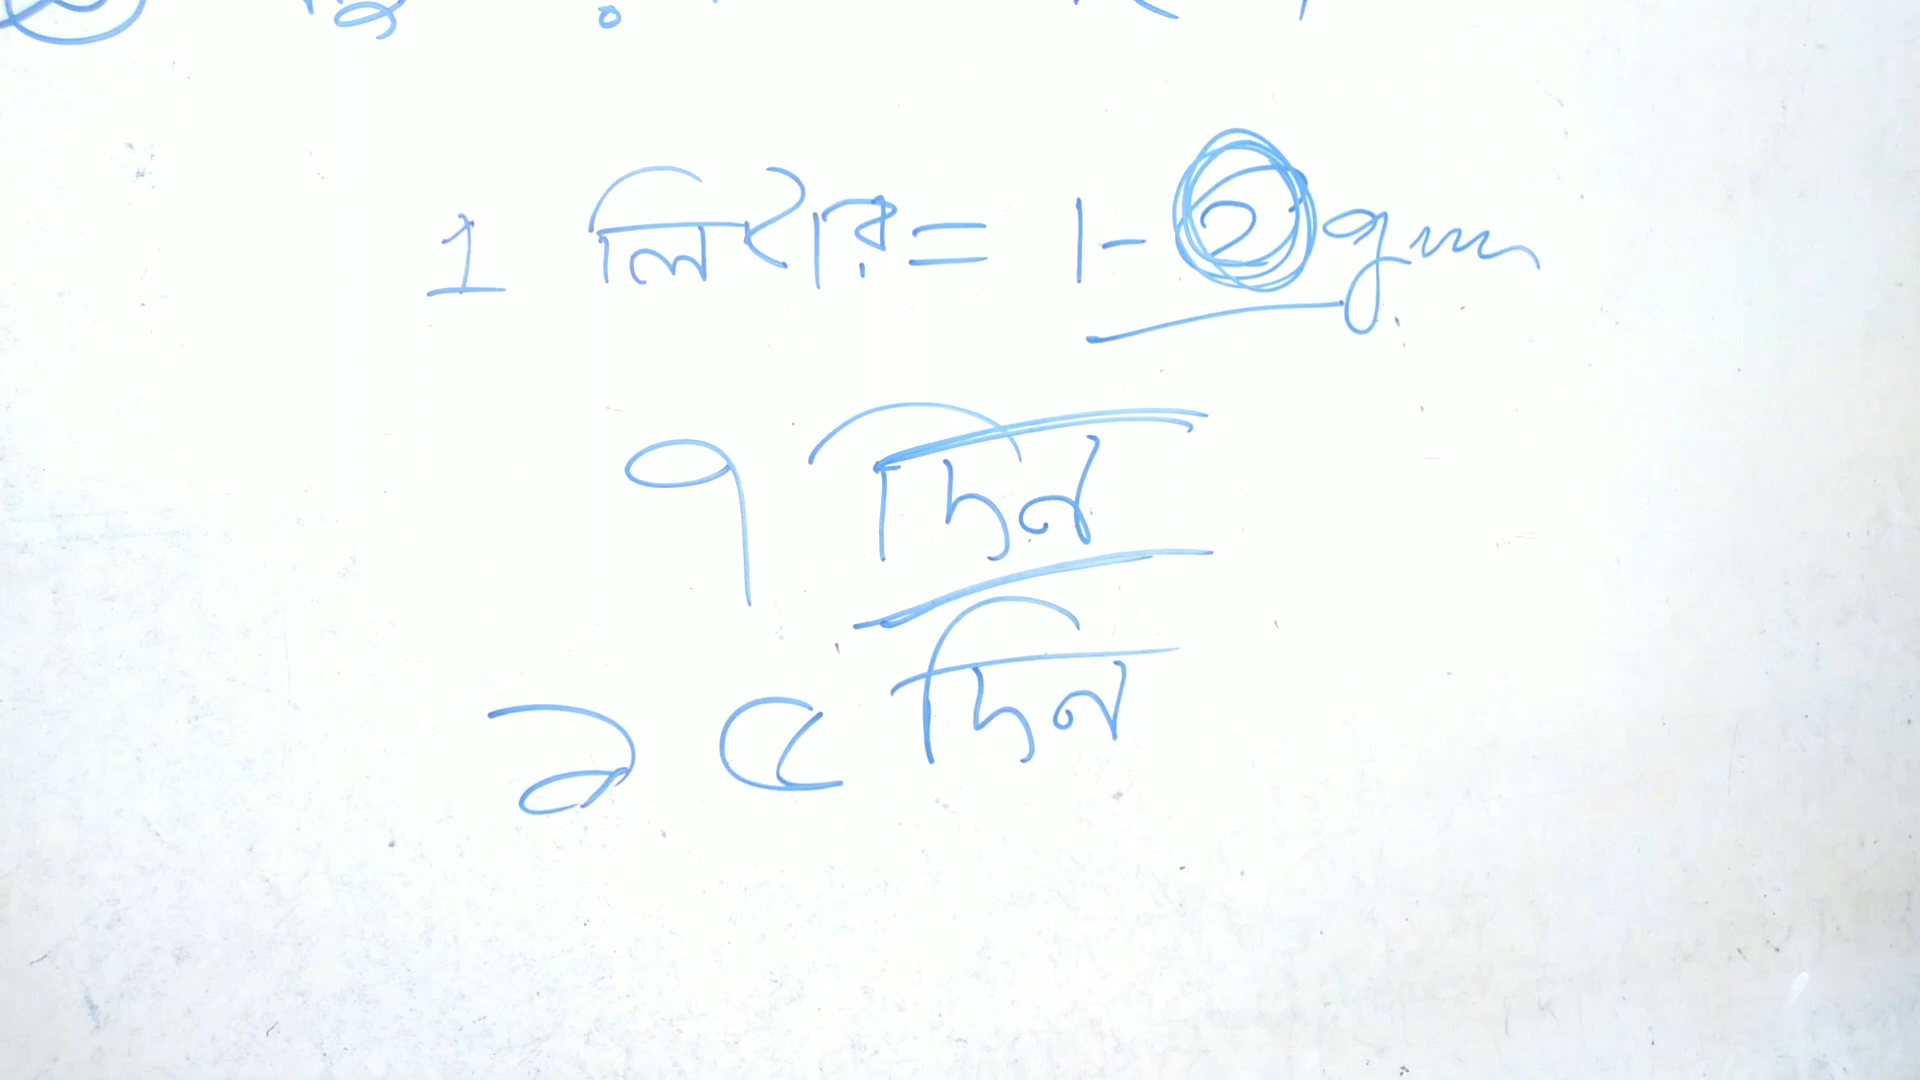 1 লিটার = 1-2 gm
৭ দিন
১৫ দিন